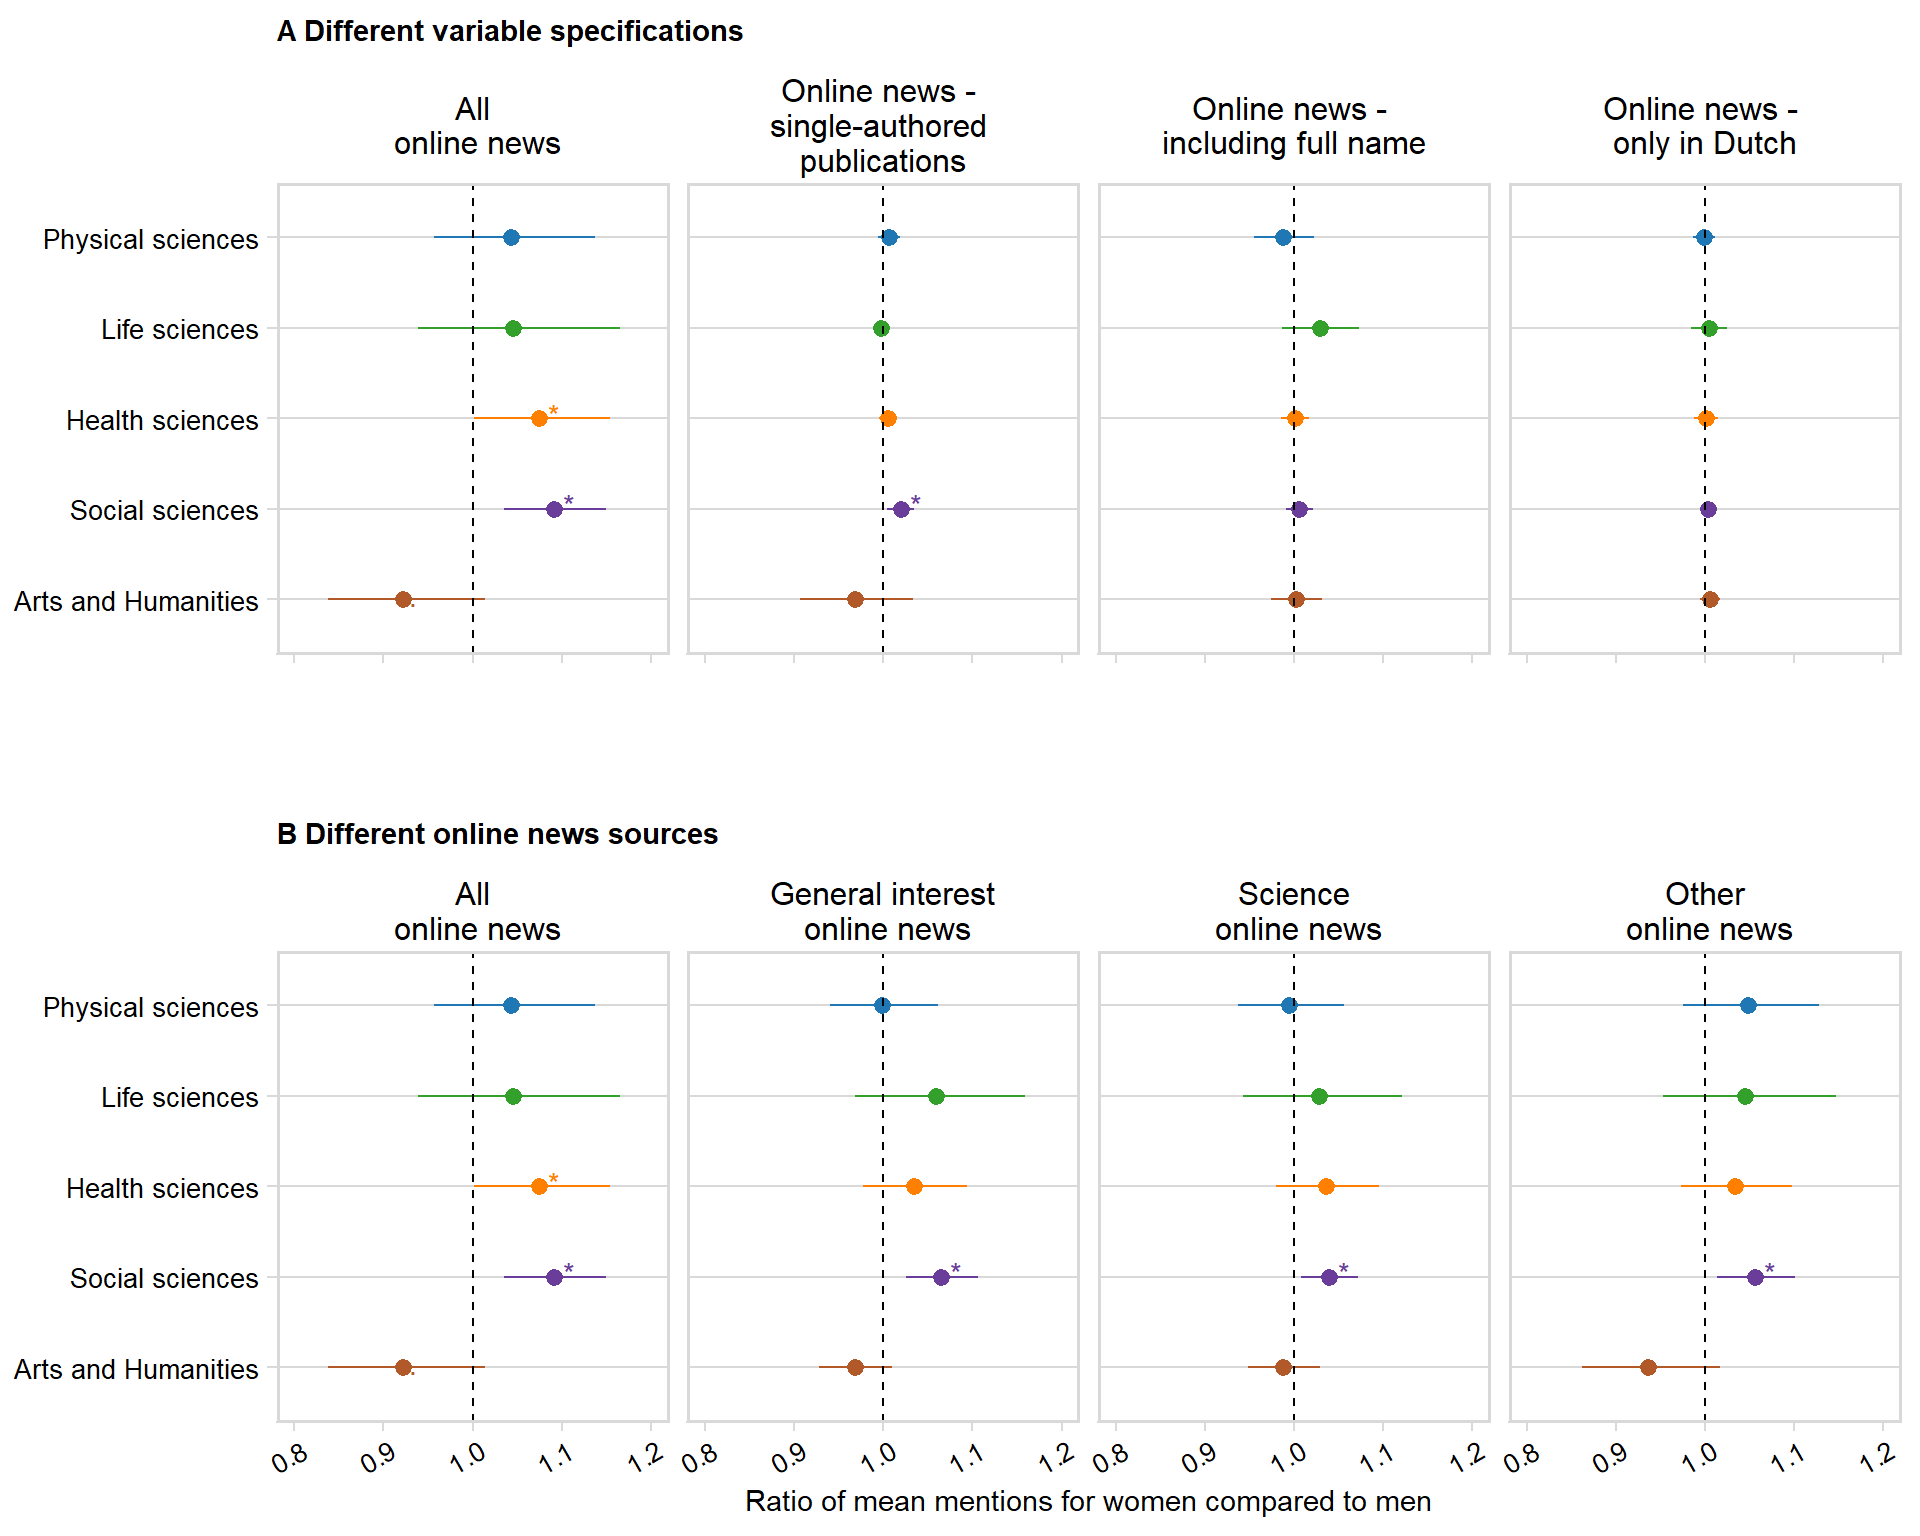 A Different variable specifications
All
online news
Online news -
single-authored
publications
Online news -
including full name
Online news -
only in Dutch
Physical sciences
Life sciences
Health sciences
*
Social sciences
*
*
Arts and Humanities
.
B Different online news sources
All
online news
General interest
online news
Science
online news
Other
online news
Physical sciences
Life sciences
Health sciences
*
Social sciences
*
*
*
*
Arts and Humanities
.
0.8 0.9 1.0 1.1 1.2
0.8 0.9 1.0 1.1 1.2
0.8 0.9 1.0 1.1 1.2
0.8 0.9 1.0 1.1 1.2
Ratio of mean mentions for women compared to men